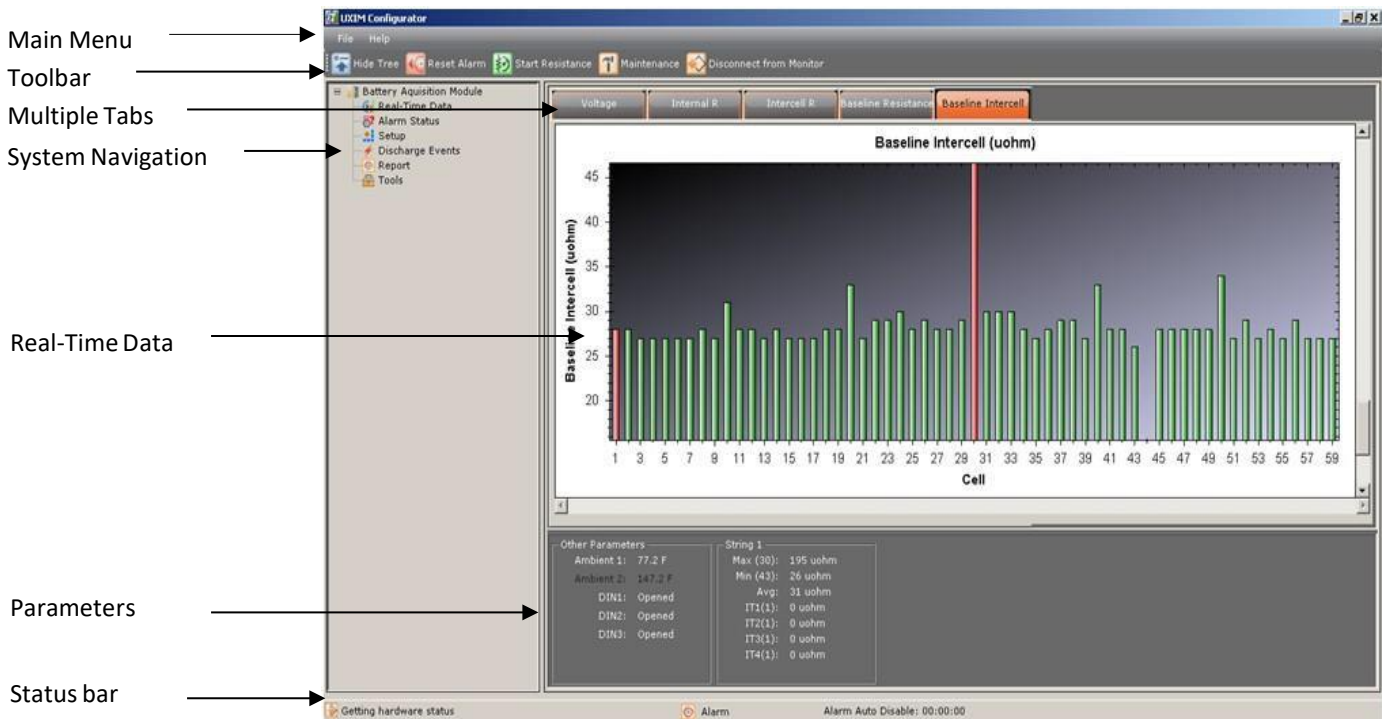 UXIM Configurator
Main Menu
File Help
Toolbar
Hide Tree Reset Alarm Start Resistance Maintenance Disconnect from Monitor
Multiple Tabs
System Navigation
Battery Aquisition Module
Real-Time Data
Alarm Status
Setup
Discharge Events
Report
Tools
Voltage Internal R Intercell R Baseline Resistance Baseline Intercell
Baseline Intercell (uohm)
Baseline Intercell (uohm)
45
40
35
30
25
20
1 3 5 7 9 11 13 15 17 19 21 23 25 27 29 31 33 35 37 39 41 43 45 47 49 51 53 55 57 59
Cell
Real-Time Data
Parameters
Other Parameters
Ambient 1: 77.2 F
Ambient 2: 147.2 F
DIN1: Opened
DIN2: Opened
DIN3: Opened
String 1
Max (30): 195 uohm
Min (43): 26 uohm
Avg: 31 uohm
IT1(1): 0 uohm
IT2(1): 0 uohm
IT3(1): 0 uohm
IT4(1): 0 uohm
Status bar
Getting hardware status Alarm Alarm Auto Disable: 00:00:00